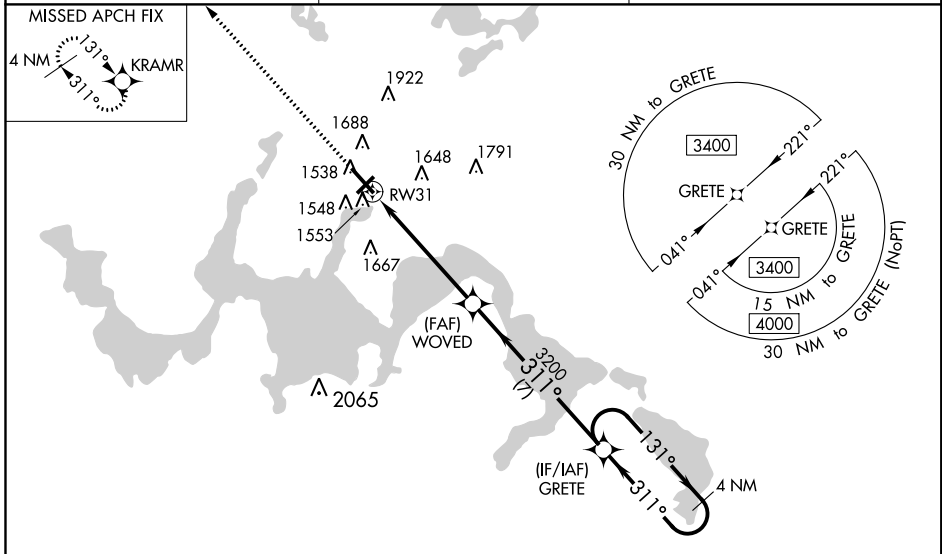 MISSED APCH FIX
4 NM
131°
KRAMR
311°
1922
1688
1538
1648
1791
RW31
1548
1553
1667
(FAF)
WOVED
2065
3200
311°
(7)
(IF/IAF)
GRETE
131°
311°
4 NM
30 NM to GRETE
3400
221°
GRETE
041°
221°
GRETE
041°
3400
15 NM to GRETE
4000
30 NM to GRETE (NoPT)